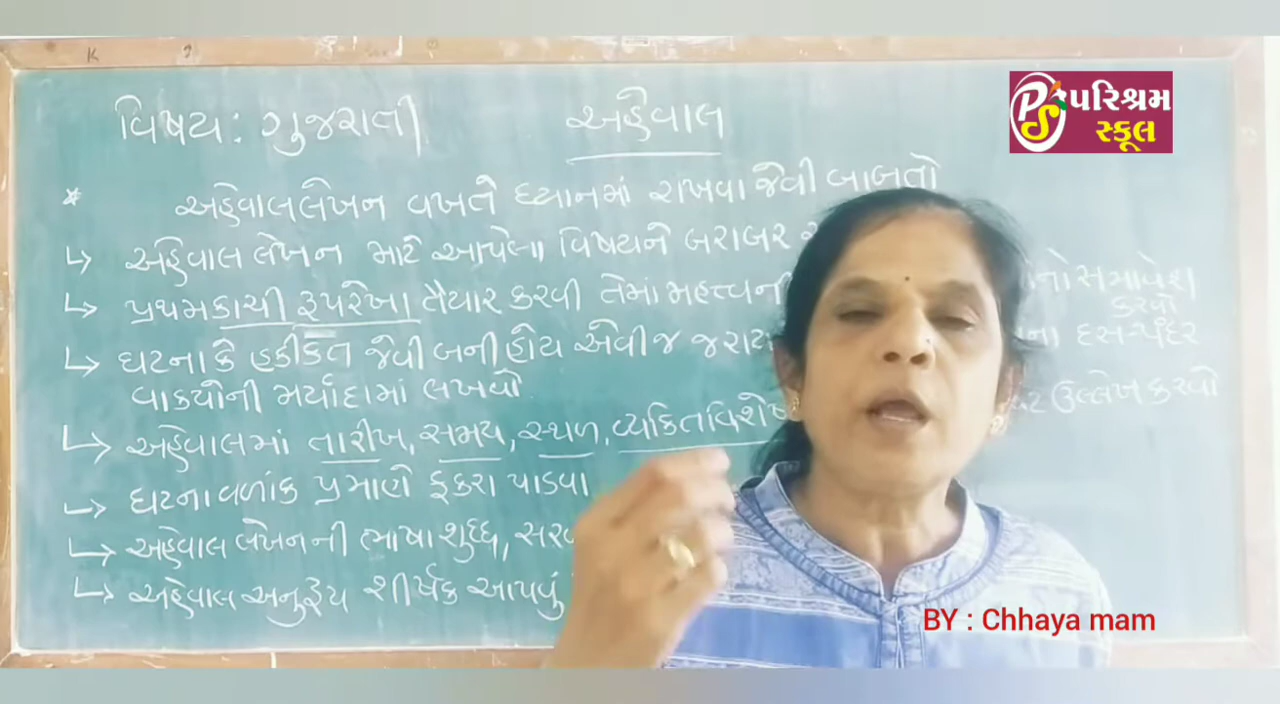 વિષય: ગુજરાતી
અહેવાલ
પરિશ્રમ
સ્કૂલ
* અહેવાલલેખન વખતે ધ્યાનમાં રાખવા જેવી બાબતો
અહેવાલ લેખન માટે આપેલા વિષયને બરાબર
પ્રથમ કાચી રૂપરેખા તૈયાર કરવી તેમાં મહત્ત્વની સમાવેશ
કરવો
ઘટના કે હકીકત જેવી બની હોય એવી જ દસ-પંદર
વાક્યોની મર્યાદામાં લખવો
અહેવાલમાં તારીખ, સમય, સ્થળ, વ્યક્તિવિશેષ ઉલ્લેખ કરવો
ઘટના વળાંક પ્રમાણે ફકરા પાડવા
અહેવાલ લેખનની ભાષા શુદ્ધ,
અહેવાલ અનુરૂપ શીર્ષક આપવું
BY : Chhaya mam